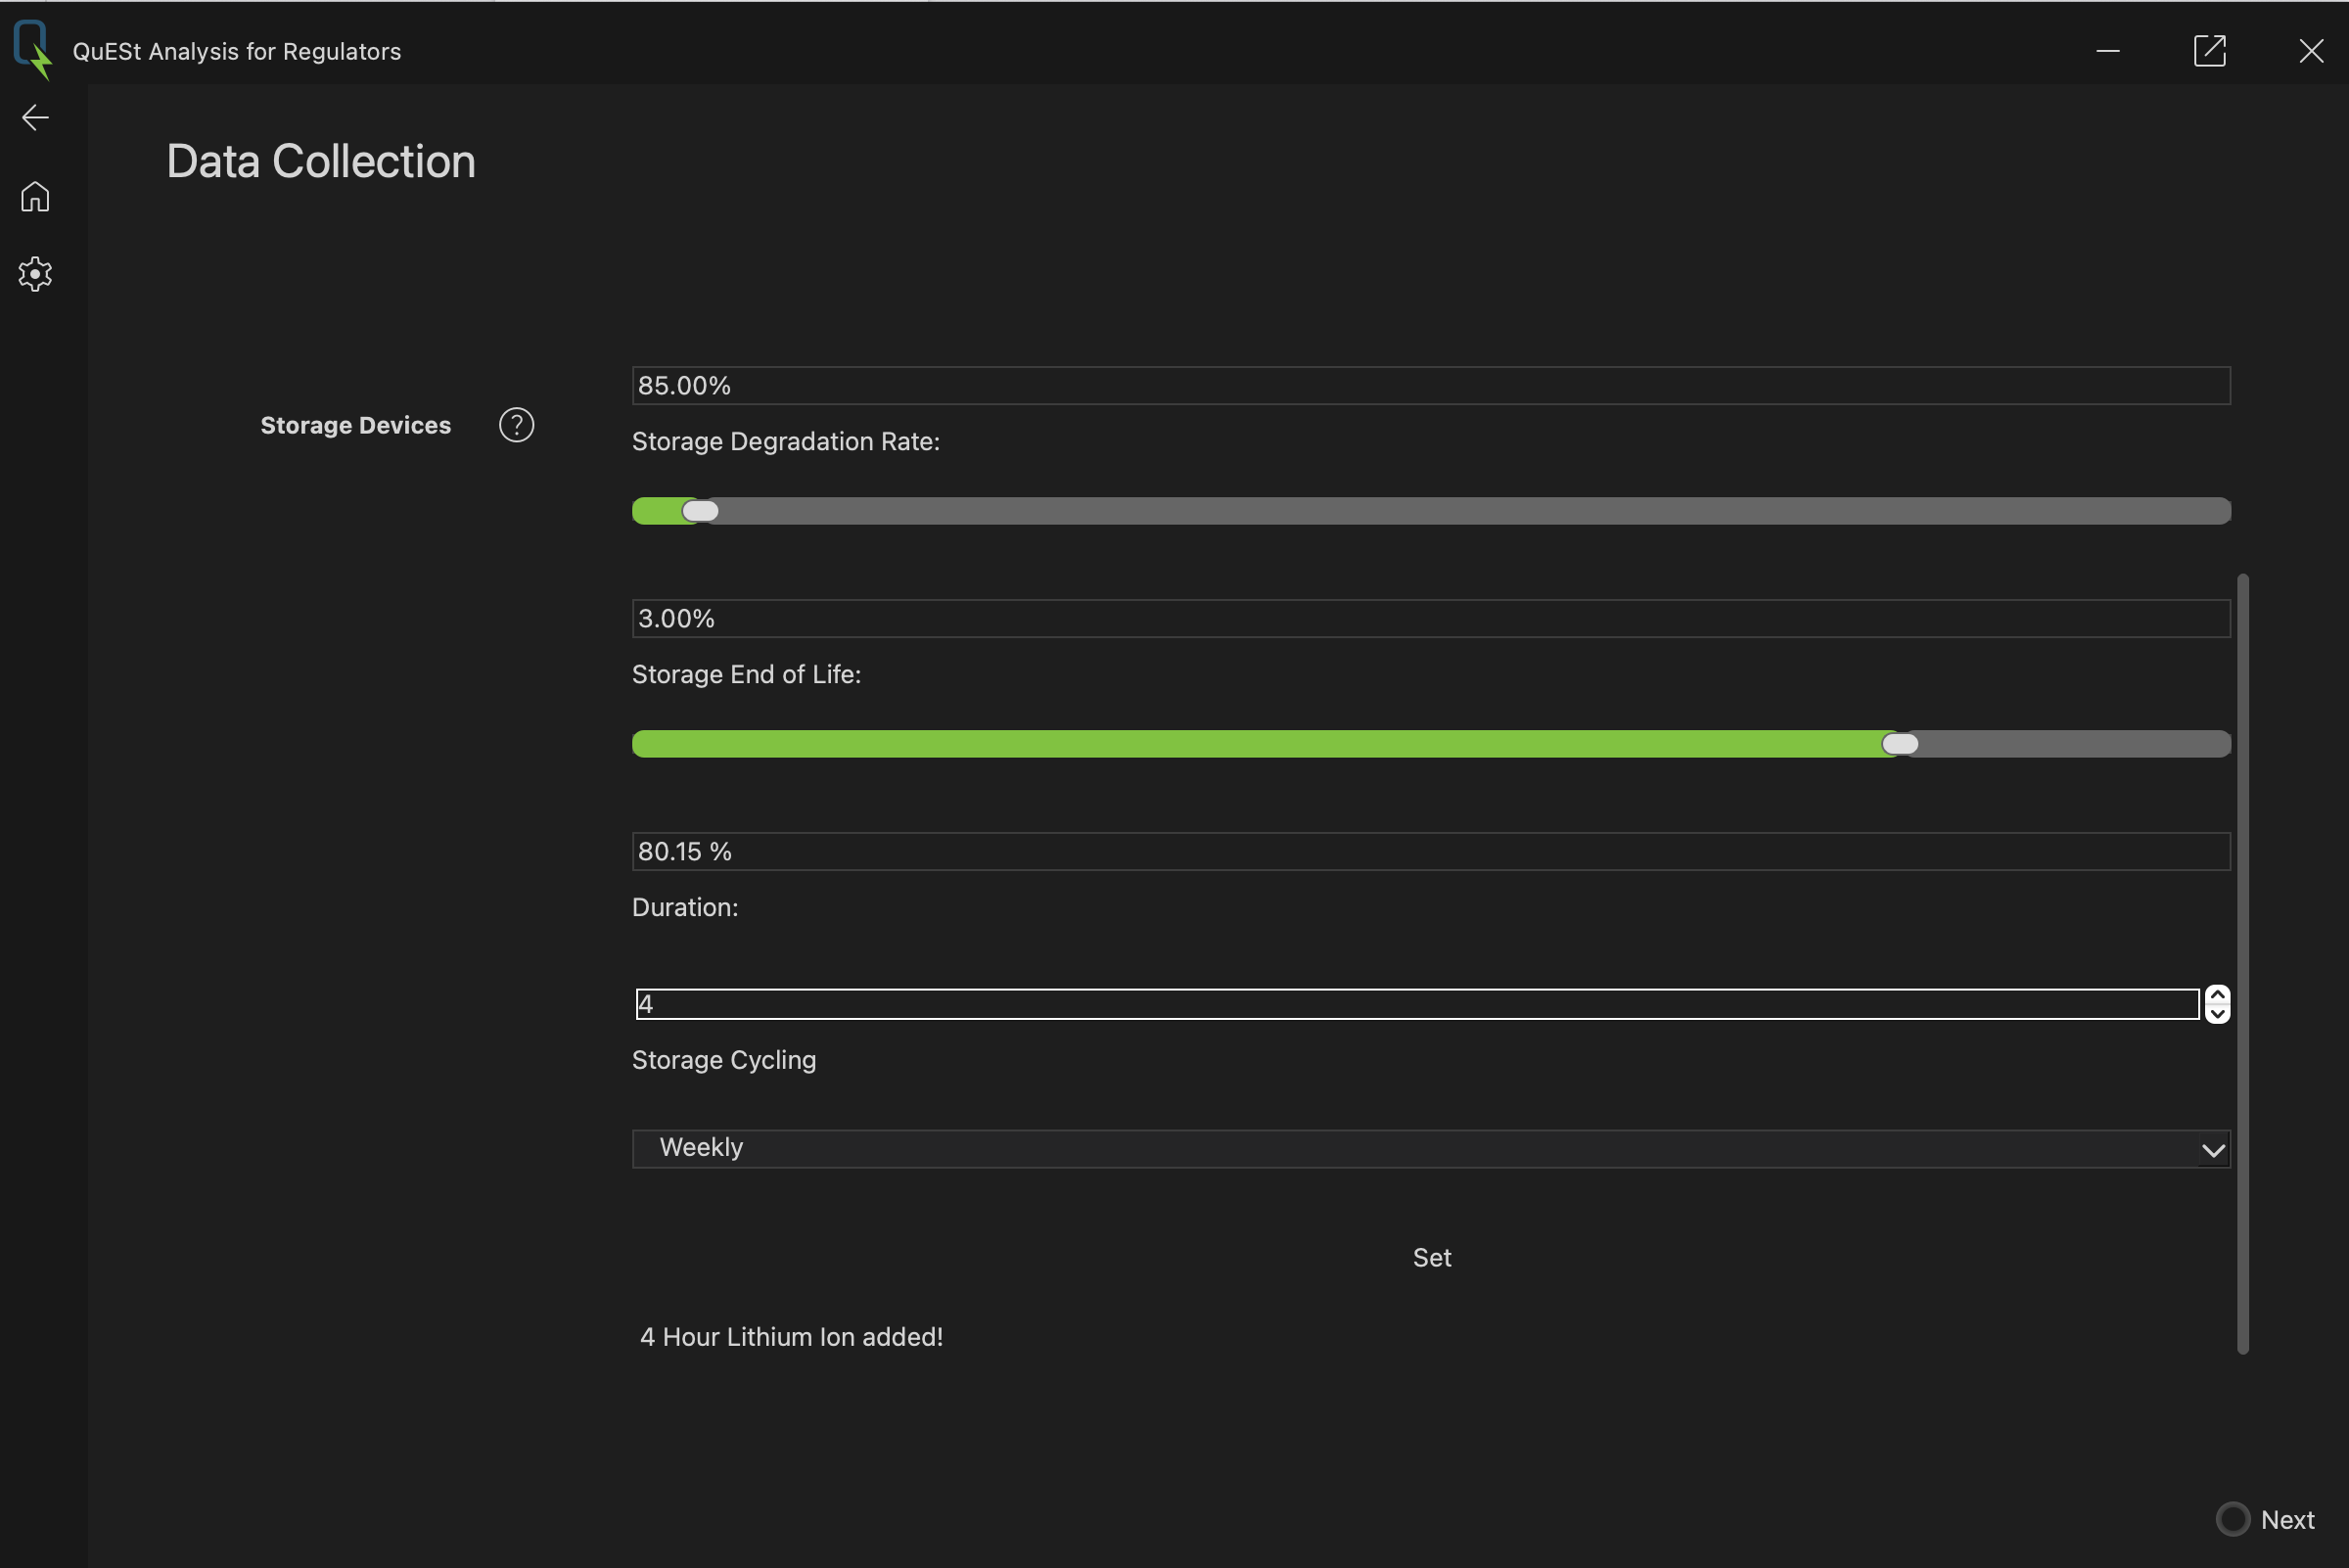 QuESt Analysis for Regulators
Data Collection
85.00%
Storage Devices ?
Storage Degradation Rate:
3.00%
Storage End of Life:
80.15 %
Duration:
4
Storage Cycling
Weekly
Set
4 Hour Lithium Ion added!
Next